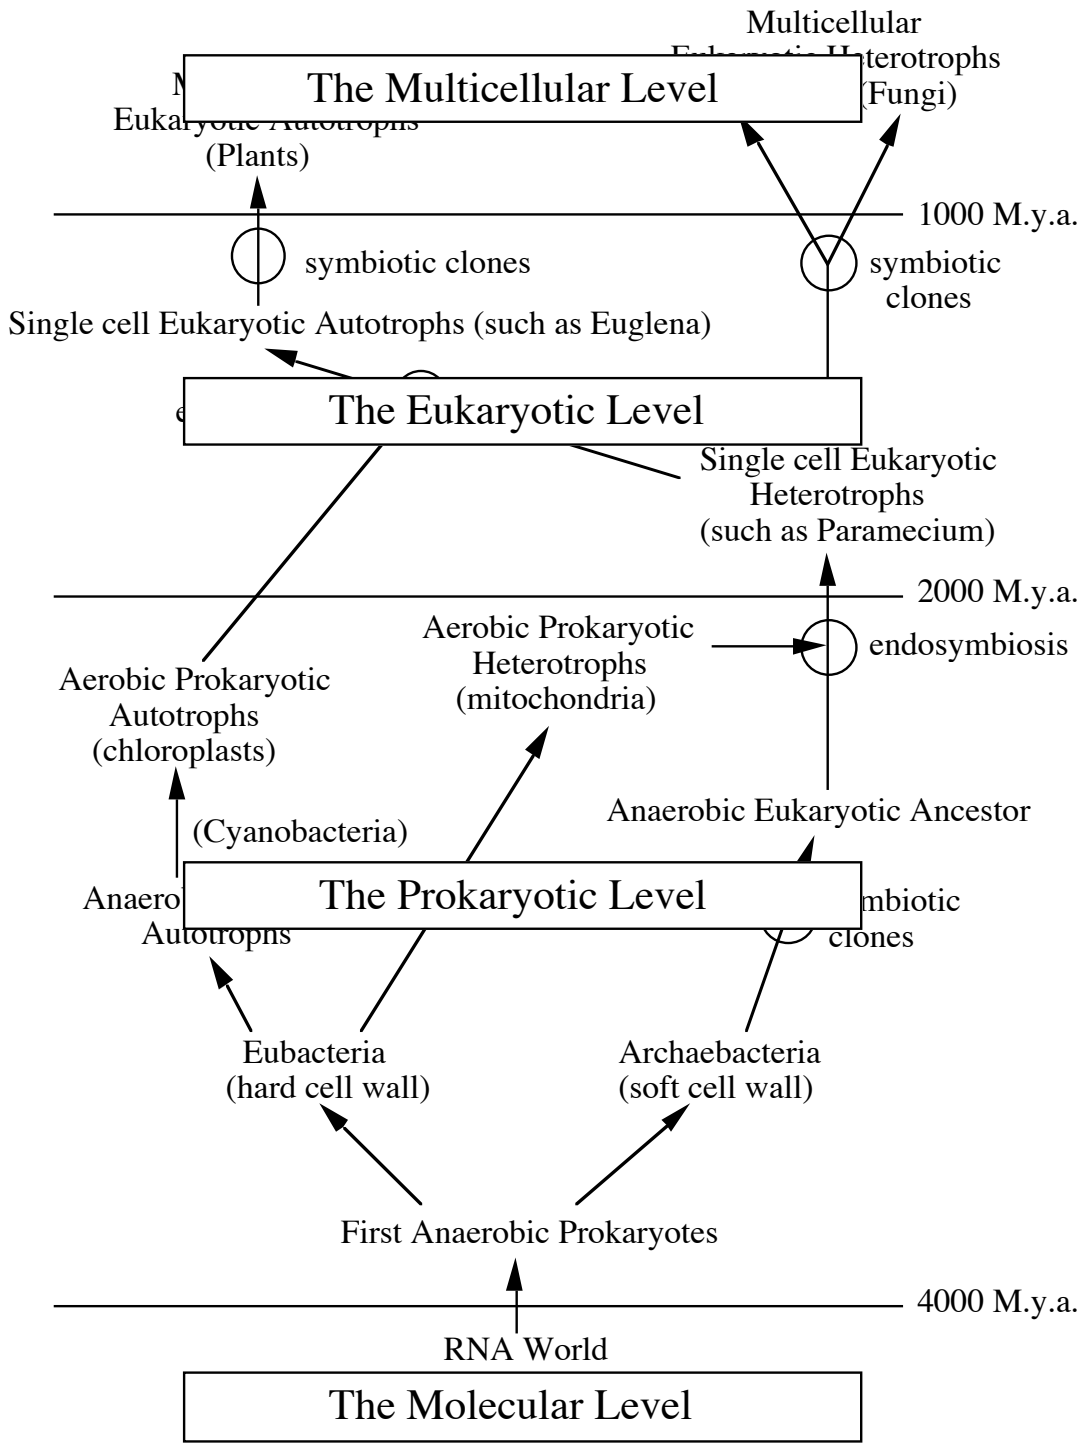 Multicellular
Heterotrophs
The Multicellular Level
(Fungi)
Eukaryotic Autotrophs
(Plants)
1000 M.y.a.
symbiotic clones
symbiotic
clones
Single cell Eukaryotic Autotrophs (such as Euglena)
The Eukaryotic Level
Single cell Eukaryotic
Heterotrophs
(such as Paramecium)
2000 M.y.a.
Aerobic Prokaryotic
Heterotrophs
(mitochondria)
endosymbiosis
Aerobic Prokaryotic
Autotrophs
(chloroplasts)
Anaerobic Eukaryotic Ancestor
(Cyanobacteria)
The Prokaryotic Level
Autotrophs
clones
Eubacteria
(hard cell wall)
Archaebacteria
(soft cell wall)
First Anaerobic Prokaryotes
4000 M.y.a.
RNA World
The Molecular Level